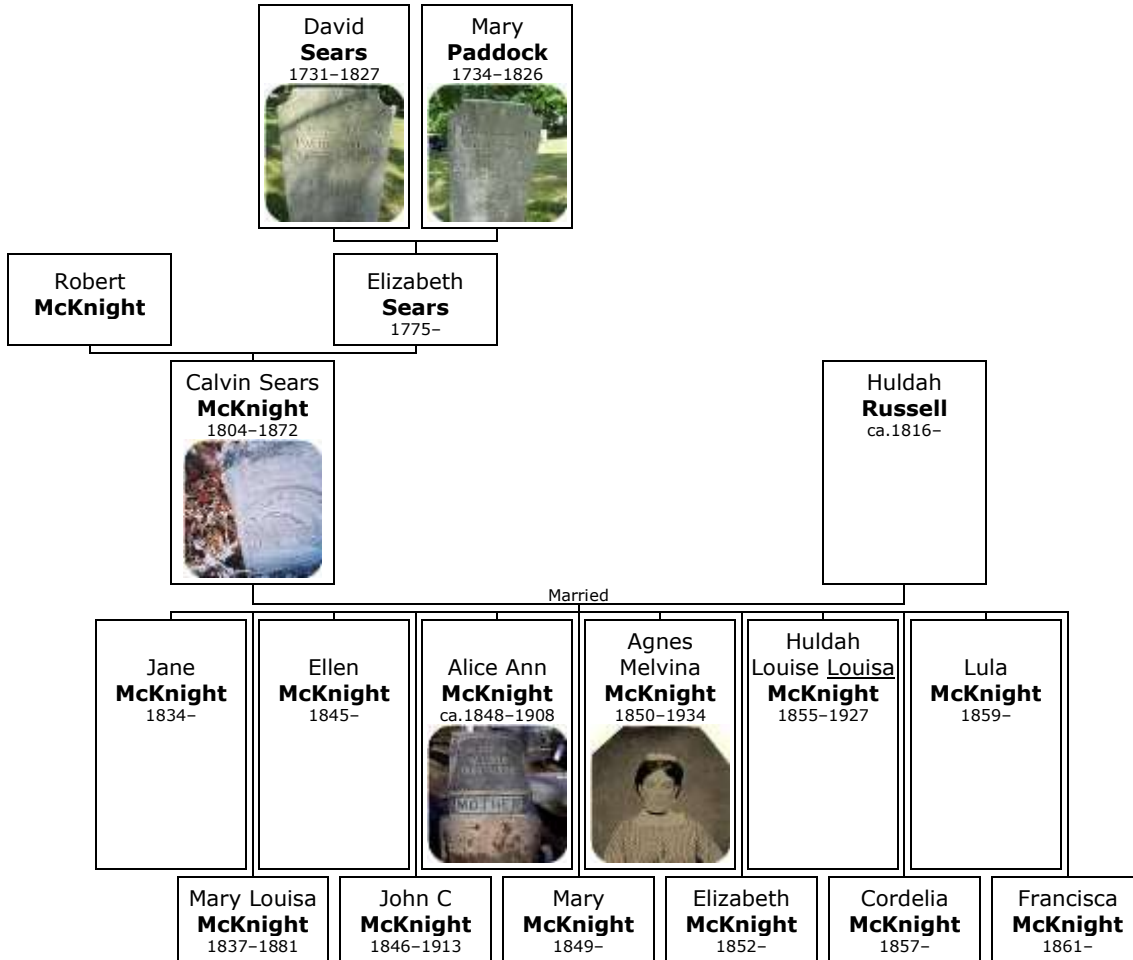 David
Sears
1731–1827
Mary
Paddock
1734–1826
Robert
McKnight
Elizabeth
Sears
1775–
Calvin Sears
McKnight
1804–1872
Huldah
Russell
ca.1816–
Married
Jane
McKnight
1834–
Ellen
McKnight
1845–
Alice Ann
McKnight
ca.1848–1908
MOTHER
Agnes
Melvina
McKnight
1850–1934
Huldah
Louise Louisa
McKnight
1855–1927
Lula
McKnight
1859–
Mary Louisa
McKnight
1837–1881
John C
McKnight
1846–1913
Mary
McKnight
1849–
Elizabeth
McKnight
1852–
Cordelia
McKnight
1857–
Francisca
McKnight
1861–